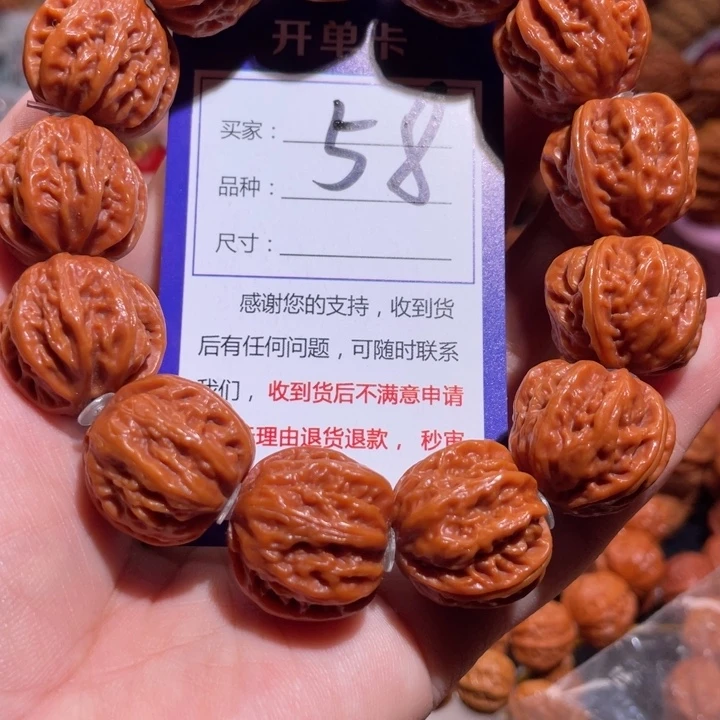 开单卡
买家：
58
品种：
尺寸：
感谢您的支持，收到货
后有任何问题，可随时联系
我们，收到货后不满意申请
理由退货退款，秒审